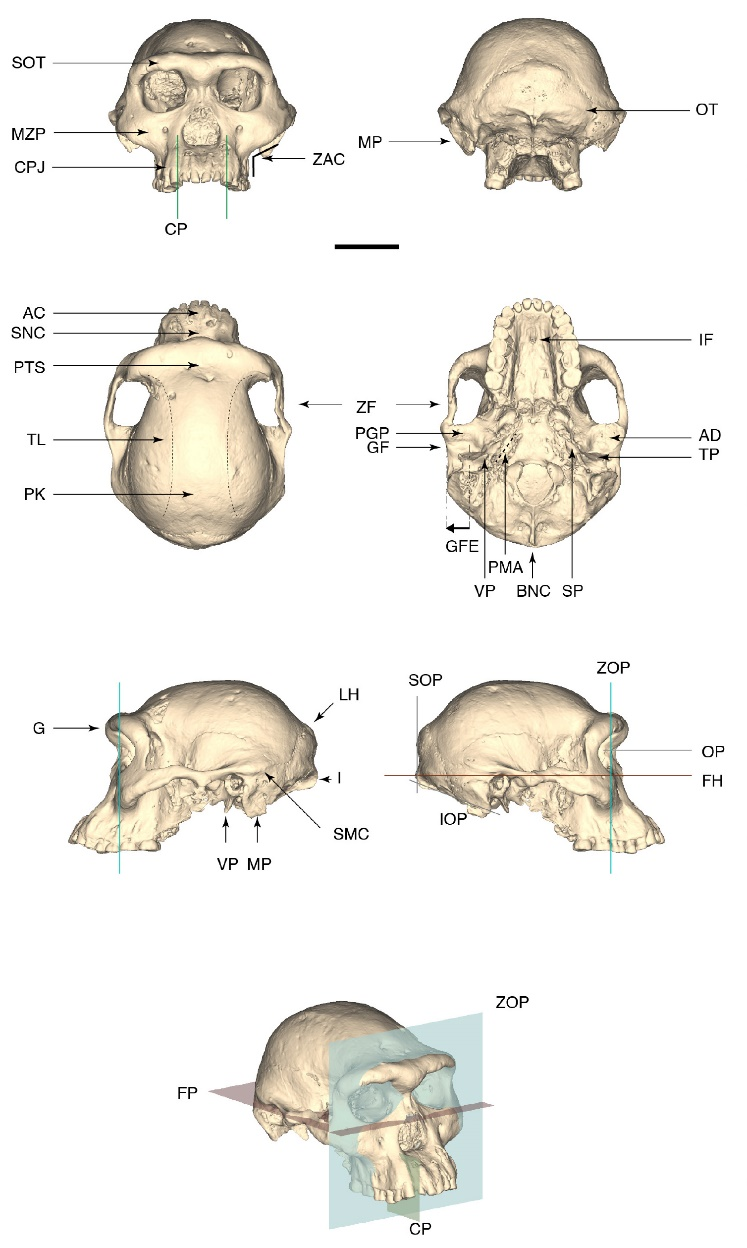 SOT
MZP
CPJ
CP
ZAC
OT
MP
AC
SNC
PTS
TL
PK
ZF
IF
PGP
GF
AD
TP
GFE
PMA
VP
BNC
SP
G
LH
I
SMC
VP MP
SOP
ZOP
OP
FH
IOP
ZOP
FP
CP